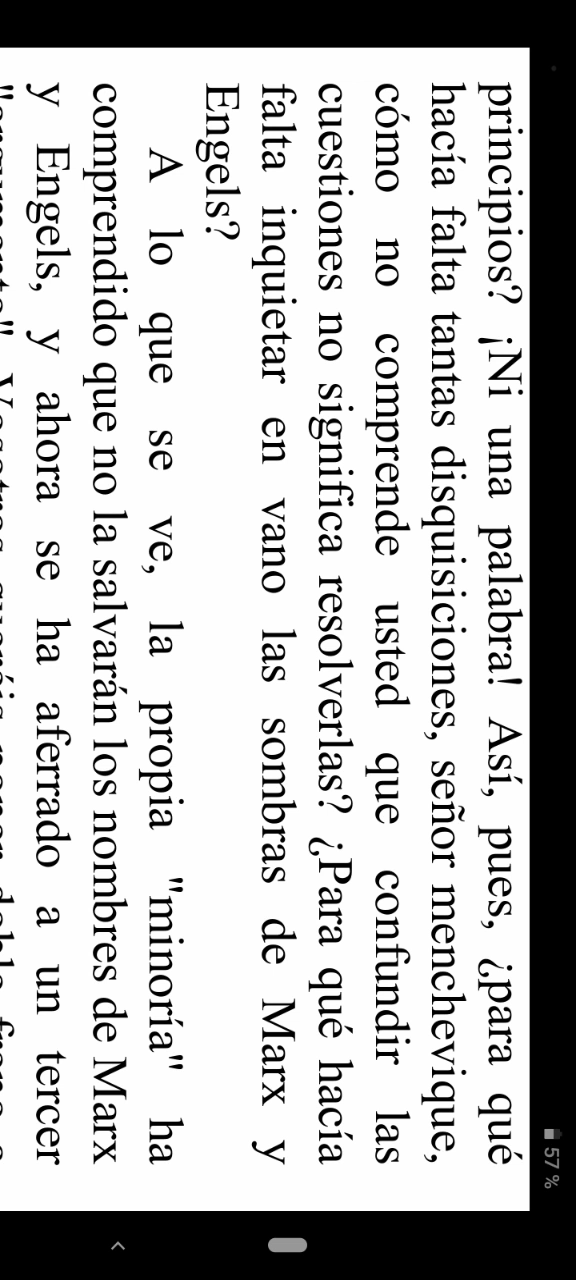 principios? ¡Ni una palabra! Así, pues, ¿para qué
hacía falta tantas disquisiciones, señor menchevique,
cómo no comprende usted que confundir las
cuestiones no significa resolverlas? ¿Para qué hacía
falta inquietar en vano las sombras de Marx y
Engels?
A lo que se ve, la propia "minoría" ha
comprendido que no la salvarán los nombres de Marx
y Engels, y ahora se ha aferrado a un tercer
57 %